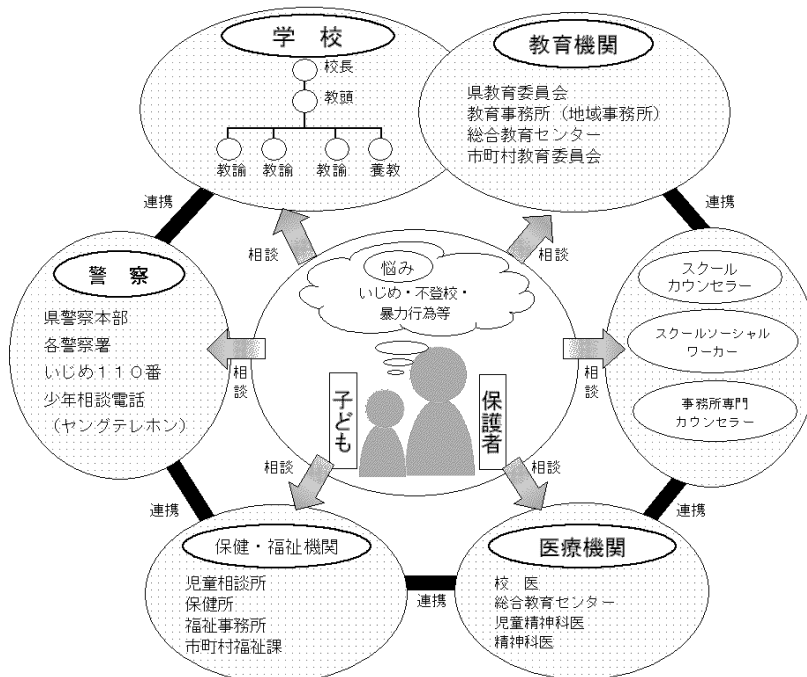 学　校
校長
教頭
教諭
教諭
教諭
養教
教育機関
県教育委員会
教育事務所（地域事務所）
総合教育センター
市町村教育委員会
連携
連携
相談
相談
悩み
いじめ・不登校・
暴力行為等
警　察
県警察本部
各警察署
いじめ１１０番
少年相談電話
（ヤングテレホン）
相談
子ども
保護者
相談
スクール
カウンセラー
スクールソーシャル
ワーカー
事務所専門
カウンセラー
相談
相談
連携
連携
保健・福祉機関
児童相談所
保健所
福祉事務所
市町村福祉課
連携
医療機関
校　医
総合教育センター
児童精神科医
精神科医